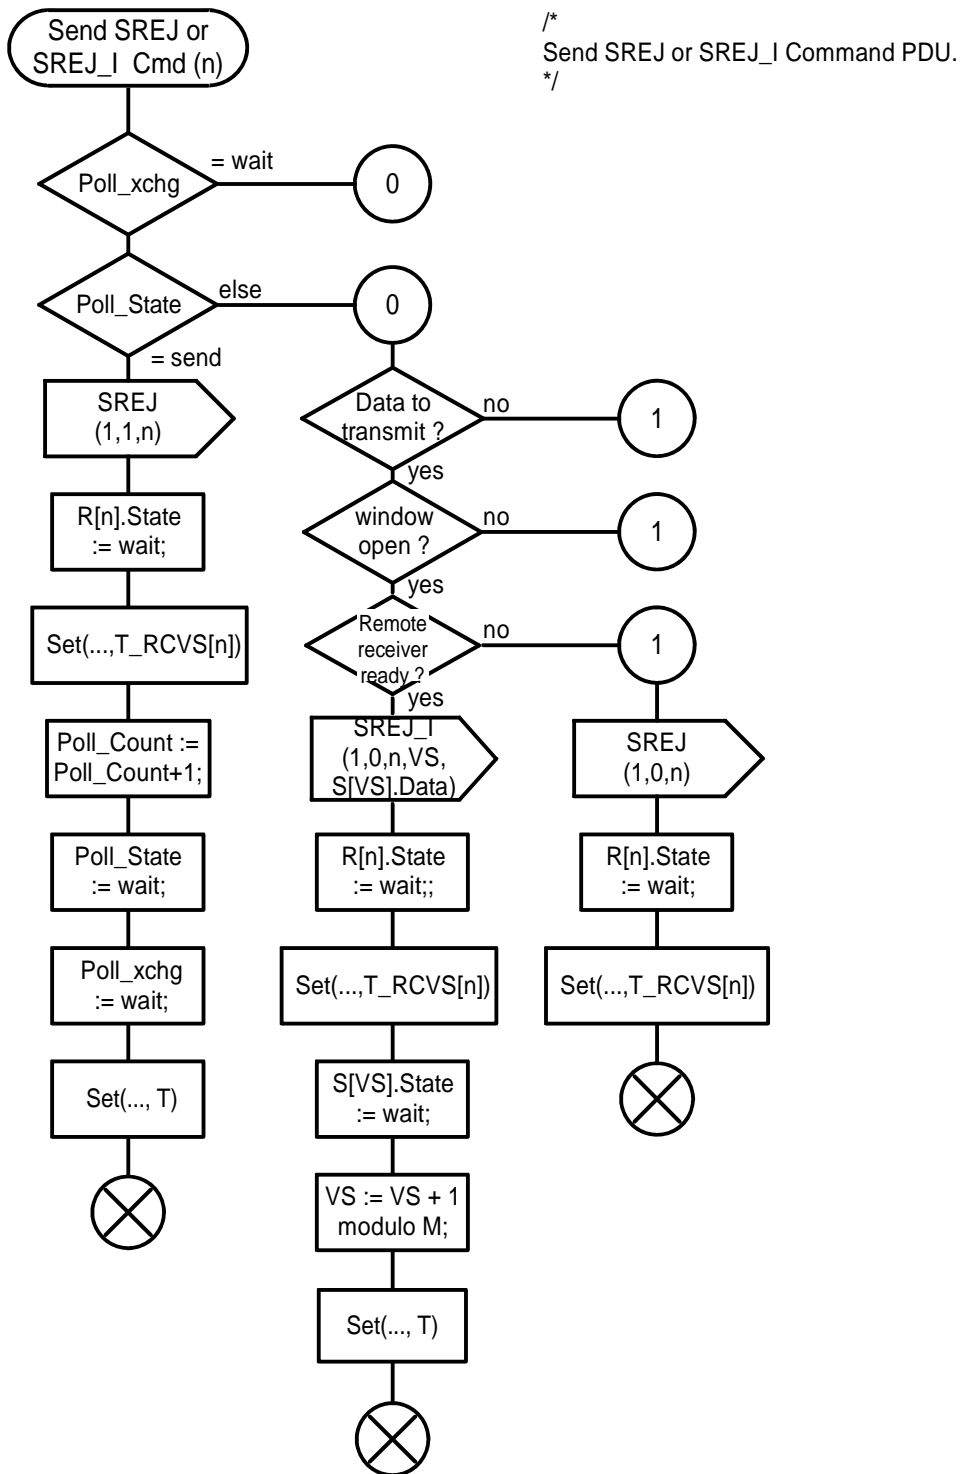 Send SREJ or
SREJ_I Cmd (n)
/*
Send SREJ or SREJ_I Command PDU.
*/
Poll_xchg
= wait
0
Poll_State
else
0
= send
SREJ
(1,1,n)
R[n].State
:= wait;
Set(...,T_RCVS[n])
Poll_Count :=
Poll_Count+1;
Poll_State
:= wait;
Poll_xchg
:= wait;
Set(..., T)
Data to
transmit ?
no
1
yes
window
open ?
no
1
yes
Remote
receiver
ready ?
no
1
yes
SREJ_I
(1,0,n,VS,
S[VS].Data)
R[n].State
:= wait;;
Set(...,T_RCVS[n])
S[VS].State
:= wait;
VS := VS + 1
modulo M;
Set(..., T)
SREJ
(1,0,n)
R[n].State
:= wait;
Set(...,T_RCVS[n])